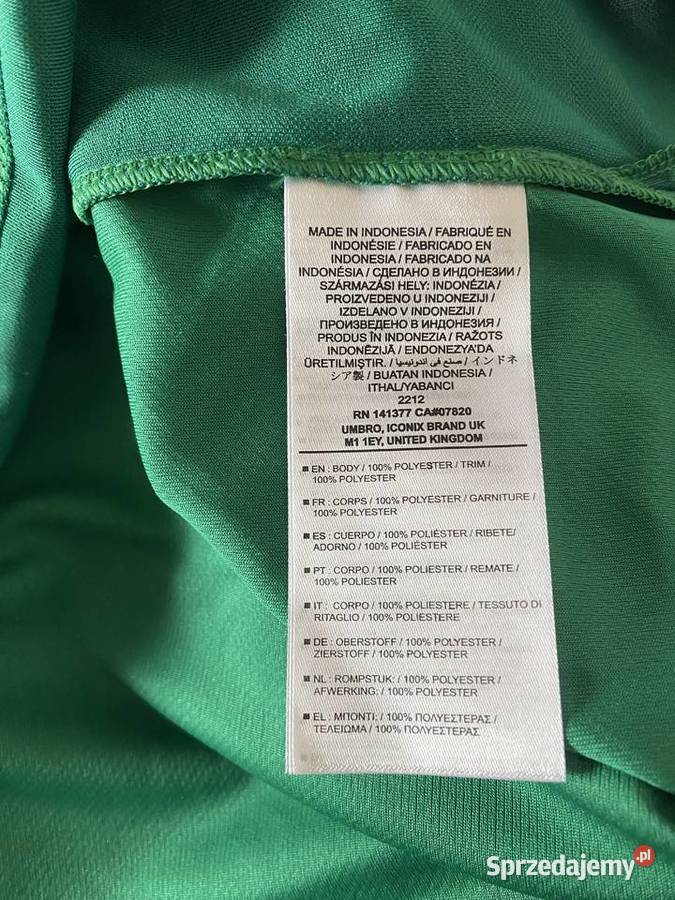 MADE IN INDONESIA / FABRIQUÉ EN
INDONÉSIE / FABRICADO EN
INDONESIA / FABRICADO NA
INDONÉSIA / СДЕЛАНО В ИНДОНЕЗИИ /
SZÁRMAZÁSI HELY: INDONÉZIA /
PROIZVEDENO U INDONEZIJI /
IZDELANO V INDONEZIJI /
ПРОИЗВЕДЕНО В ИНДОНЕЗИЯ /
PRODUS ÎN INDONEZIA / RAŽOTS
INDONĒZIJĀ / ENDONEZYA'DA
ÜRETILMIŞTIR. / صنع في أندونيسيا / インドネ
シア製 / BUATAN INDONESIA /
ITHAL/YABANCI
2212
RN 141377 CA#07820
UMBRO, ICONIX BRAND UK
M1 1EY, UNITED KINGDOM
EN : BODY / 100% POLYESTER / TRIM /
100% POLYESTER
FR : CORPS / 100% POLYESTER / GARNITURE /
100% POLYESTER
ES : CUERPO / 100% POLIÉSTER / RIBETE/
ADORNO / 100% POLIÉSTER
PT : CORPO / 100% POLIÉSTER / REMATE /
100% POLIESTER
IT : CORPO / 100% POLIESTERE / TESSUTO DI
RITAGLIO / 100% POLIESTERE
DE : OBERSTOFF / 100% POLYESTER /
ZIERSTOFF / 100% POLYESTER
NL : ROMPSTUK: / 100% POLYESTER /
AFWERKING: / 100% POLYESTER
EL : ΜΠΟΝΤΙ: / 100% ΠΟΛΥΕΣΤΕΡΑΣ /
ΤΕΛΕΙΩΜΑ / 100% ΠΟΛΥΕΣΤΕΡΑΣ
Sprzedajemy.pl